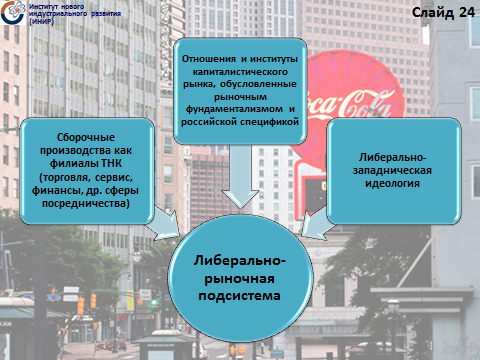 Институт нового
индустриального развития
(ИНИР)
Слайд 24
Отношения и институты
капиталистического
рынка, обусловленные
рыночным
фундаментализмом и
российской спецификой
Coca-Cola
Сборочные
производства как
филиалы ТНК
(торговля, сервис,
финансы, др. сферы
посредничества)
Либерально-
западническая
идеология
Либерально-
рыночная
подсистема